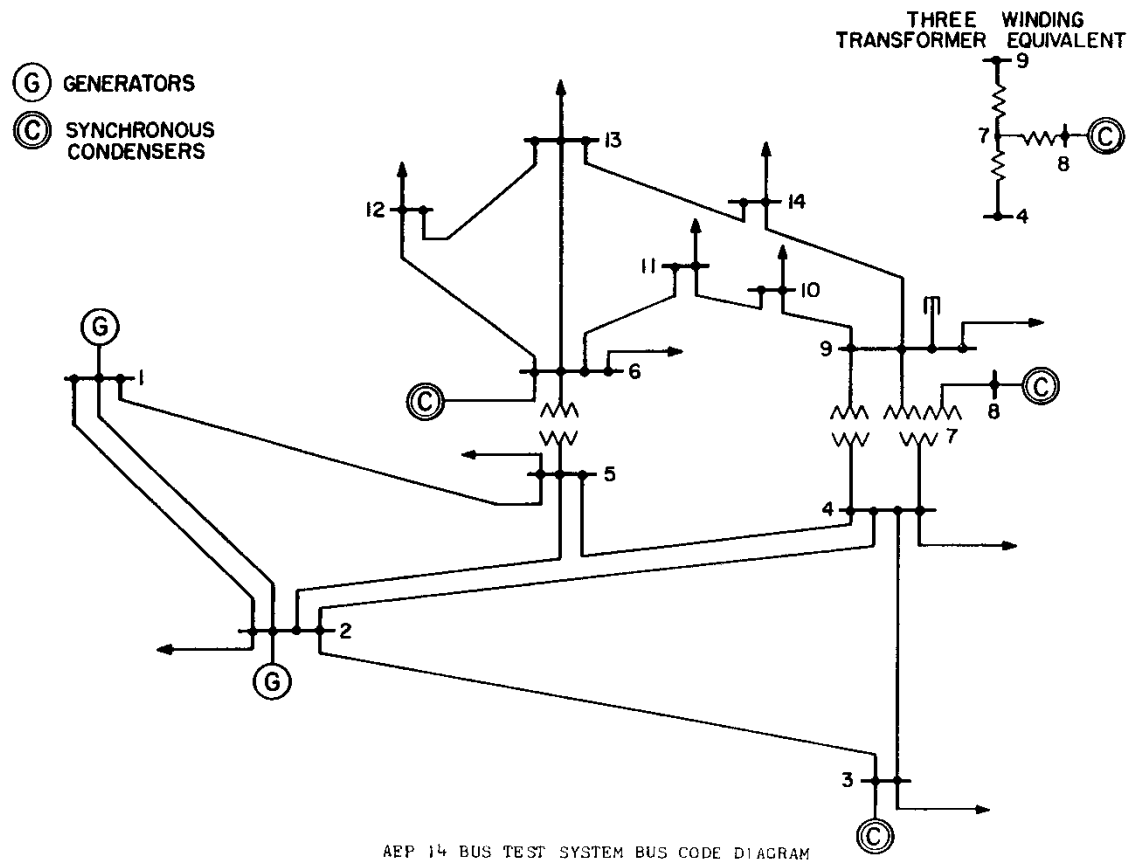 THREE WINDING
TRANSFORMER EQUIVALENT
9
7
8
C
4
G GENERATORS
C SYNCHRONOUS
CONDENSERS
13
12
14
11
10
G
1
9
6
C
8
C
7
5
4
2
G
3
C
AEP 14 BUS TEST SYSTEM BUS CODE DIAGRAM